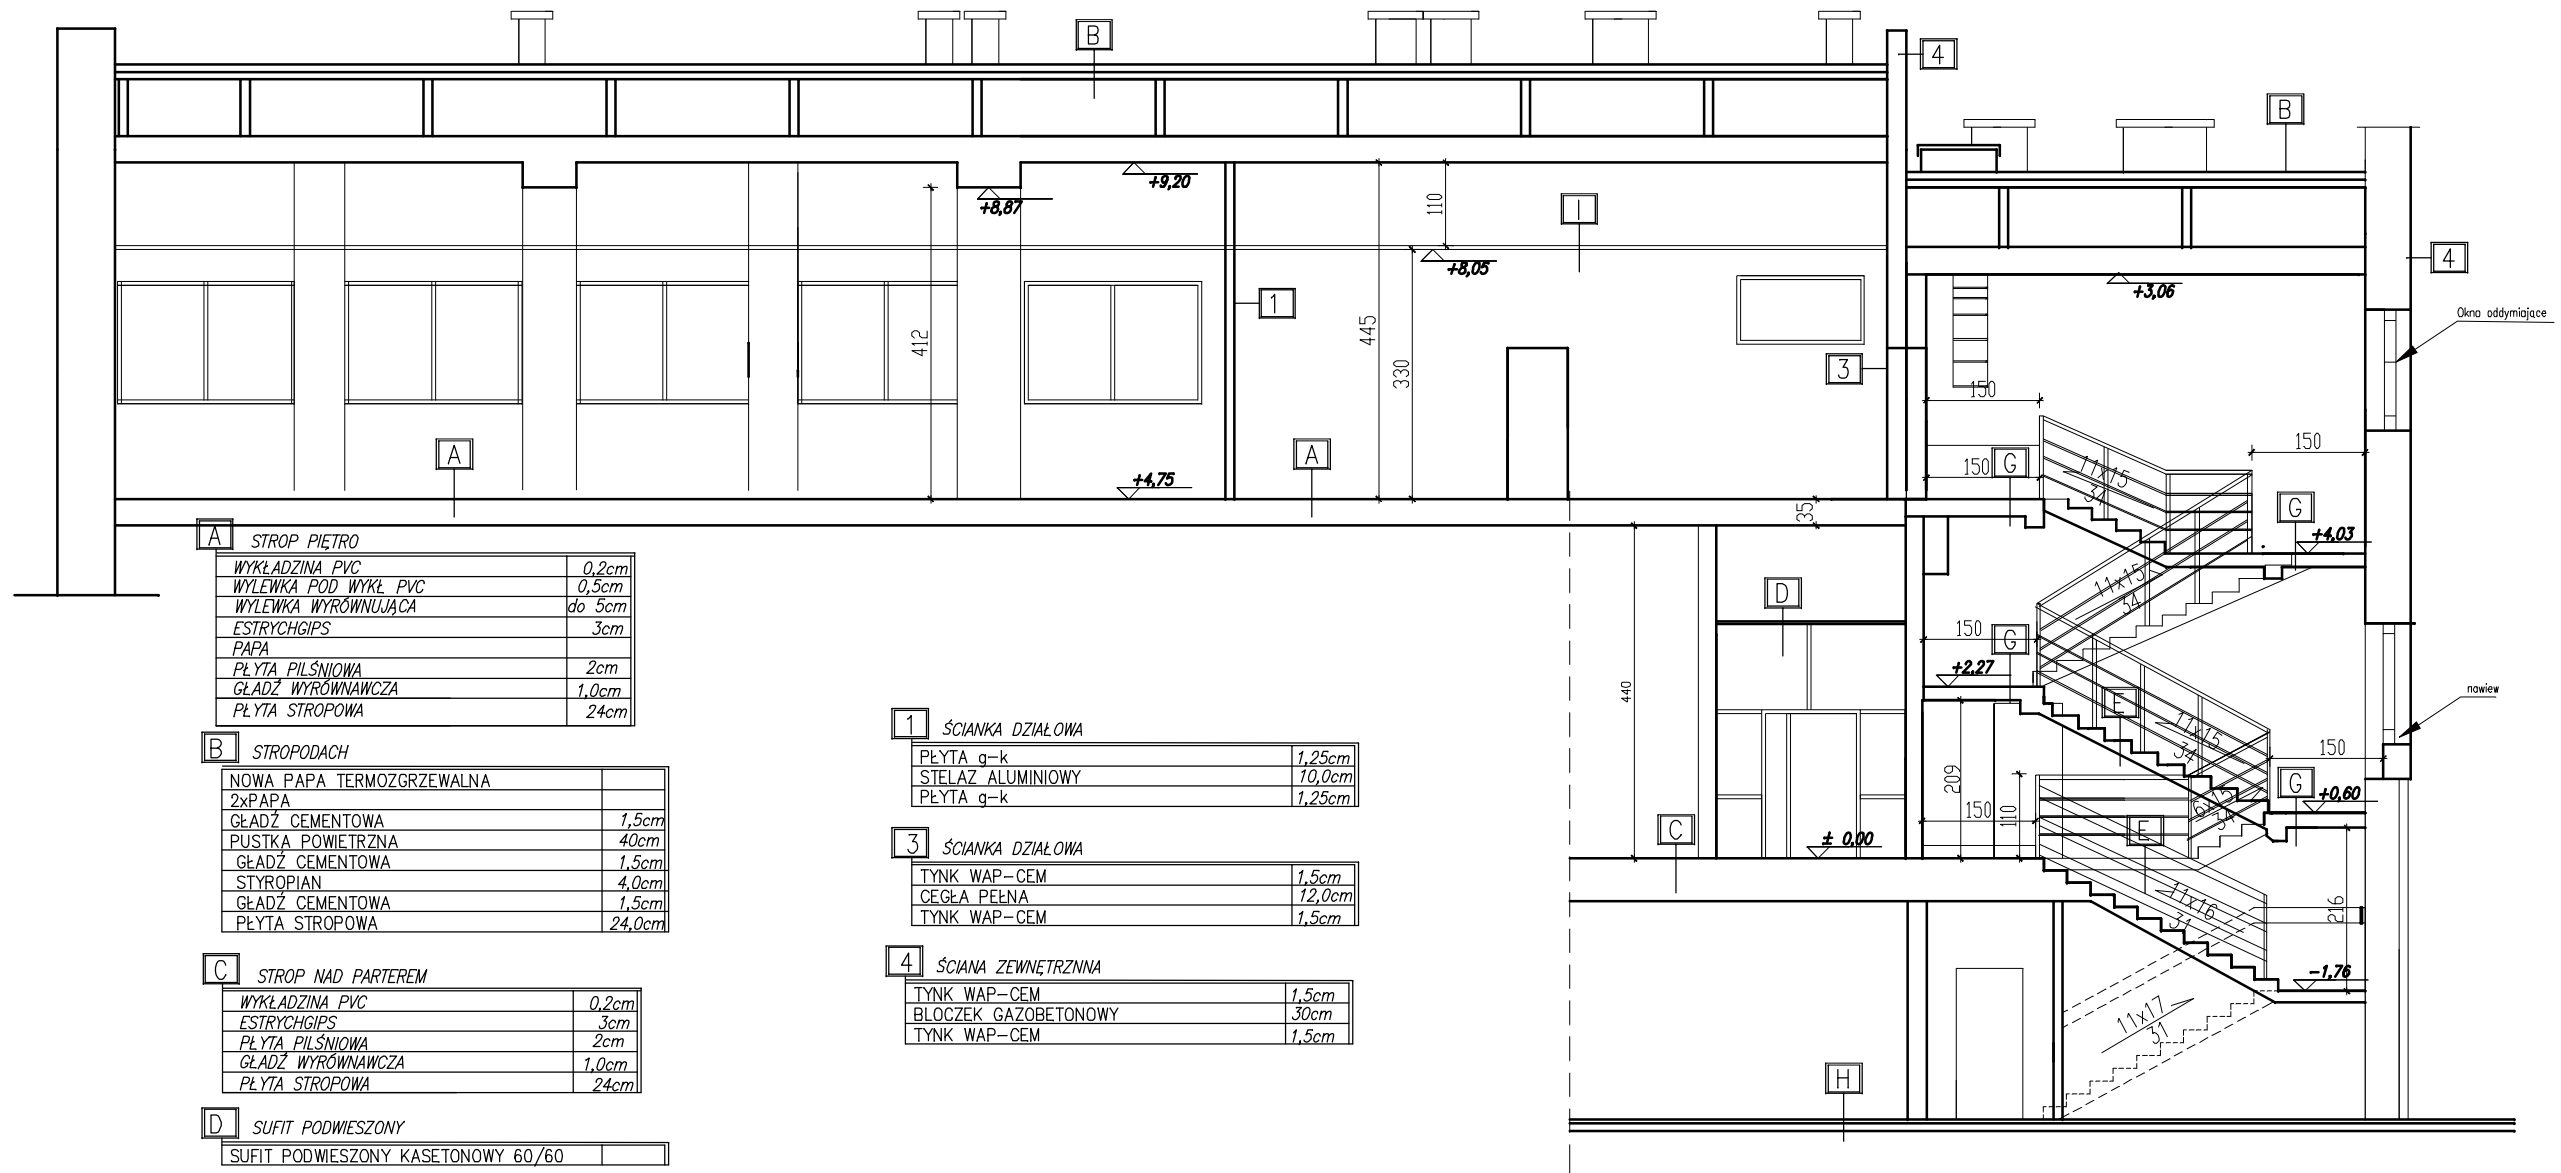 B
4
B
+9,20
+8,87
110
I
+8,05
4
+3,06
1
412
445
330
3
Okna oddymiające
150
150
A
A
+4,75
150
G
11x15
34
G
35
+4,03
A STROP PIĘTRO
WYKŁADZINA PVC 0,2cm
WYLEWKA POD WYKŁ PVC 0,5cm
WYLEWKA WYRÓWNUJĄCA do 5cm
ESTRYCHGIPS 3cm
PAPA
PŁYTA PILŚNIOWA 2cm
GŁADŹ WYRÓWNAWCZA 1,0cm
PŁYTA STROPOWA 24cm
D
11x15
34
150
G
+2,27
440
E
nawiew
11x15
34
150
209
G
+0,60
150
110
6x15
34
C
± 0,00
E
B STROPODACH
NOWA PAPA TERMOZGRZEWALNA
2xPAPA
GŁADŹ CEMENTOWA 1,5cm
PUSTKA POWIETRZNA 40cm
GŁADŹ CEMENTOWA 1,5cm
STYROPIAN 4,0cm
GŁADŹ CEMENTOWA 1,5cm
PŁYTA STROPOWA 24,0cm
1 ŚCIANKA DZIAŁOWA
PŁYTA g-k 1,25cm
STELAZ ALUMINIOWY 10,0cm
PŁYTA g-k 1,25cm
3 ŚCIANKA DZIAŁOWA
TYNK WAP-CEM 1,5cm
CEGŁA PEŁNA 12,0cm
TYNK WAP-CEM 1,5cm
11x16
31
216
-1,76
C STROP NAD PARTEREM
WYKŁADZINA PVC 0,2cm
ESTRYCHGIPS 3cm
PŁYTA PILŚNIOWA 2cm
GŁADŹ WYRÓWNAWCZA 1,0cm
PŁYTA STROPOWA 24cm
4 ŚCIANA ZEWNĘTRZNNA
TYNK WAP-CEM 1,5cm
BLOCZEK GAZOBETONOWY 30cm
TYNK WAP-CEM 1,5cm
11x17
31
H
D SUFIT PODWIESZONY
SUFIT PODWIESZONY KASETONOWY 60/60